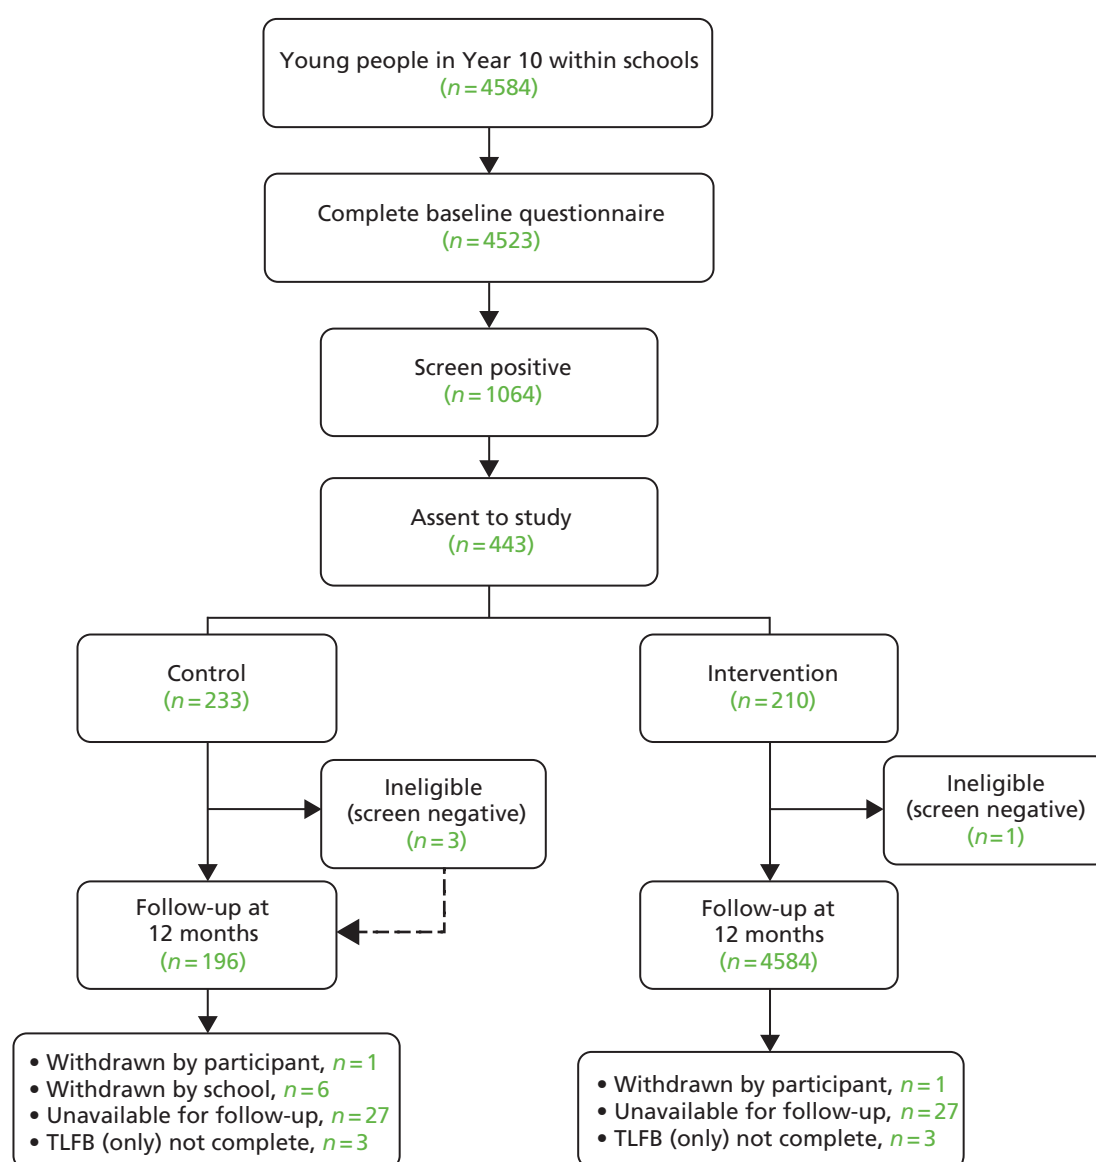 Young people in Year 10 within schools
(n=4584)
Complete baseline questionnaire
(n=4523)
Screen positive
(n=1064)
Assent to study
(n=443)
Control
(n=233)
Intervention
(n=210)
Ineligible
(screen negative)
(n=3)
Ineligible
(screen negative)
(n=1)
Follow-up at
12 months
(n=196)
Follow-up at
12 months
(n=4584)
• Withdrawn by participant, n=1
• Withdrawn by school, n=6
• Unavailable for follow-up, n=27
• TLFB (only) not complete, n=3
• Withdrawn by participant, n=1
• Unavailable for follow-up, n=27
• TLFB (only) not complete, n=3